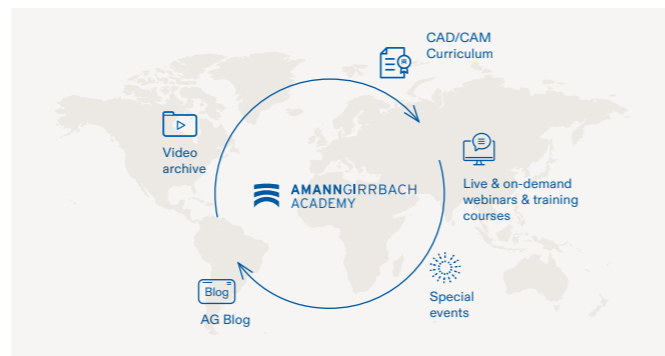 CAD/CAM
Curriculum
Video
archive
AMANNGIRRBACH
ACADEMY
Live & on-demand
webinars & training
courses
Special
events
Blog
AG Blog